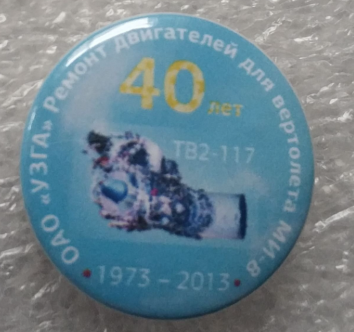 ОАО «УЗГА» Ремонт двигателей для вертолета МИ-8
40 лет
ТВ2-117
• 1973 – 2013 •